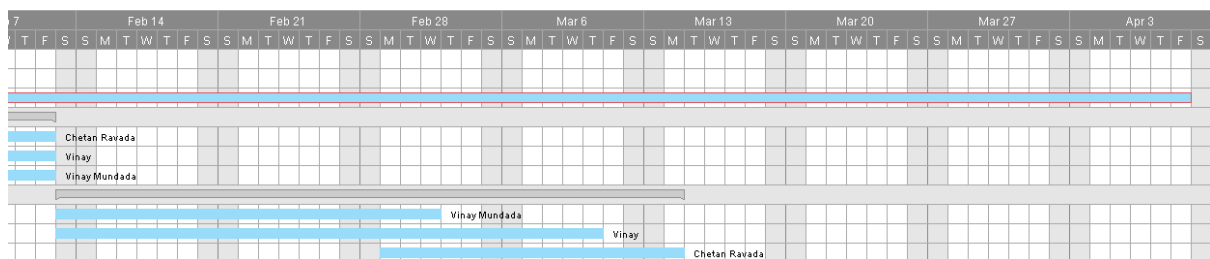 7 Feb 14 Feb 21 Feb 28 Mar 6 Mar 13 Mar 20 Mar 27 Apr 3
T F S S M T W T F S S M T W T F S S M T W T F S S M T W T F S S M T W T F S S M T W T F S S M T W T F S S M T W T F S
Chetan Ravada
Vinay
Vinay Mundada
Vinay Mundada
Vinay
Chetan Ravada